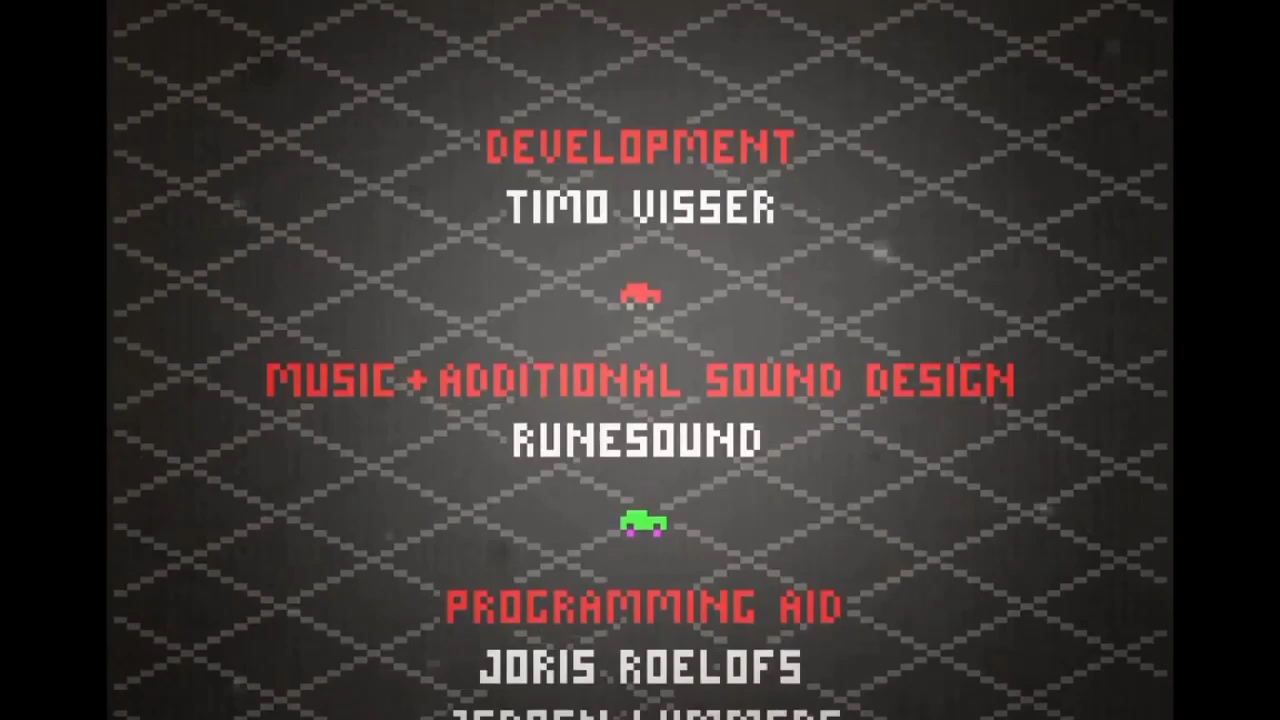 DEVELOPMENT
TIMO VISSER
MUSIC+ADDITIONAL SOUND DESIGN
RUNESOUND
PROGRAMMING AID
JORIS ROELOFS